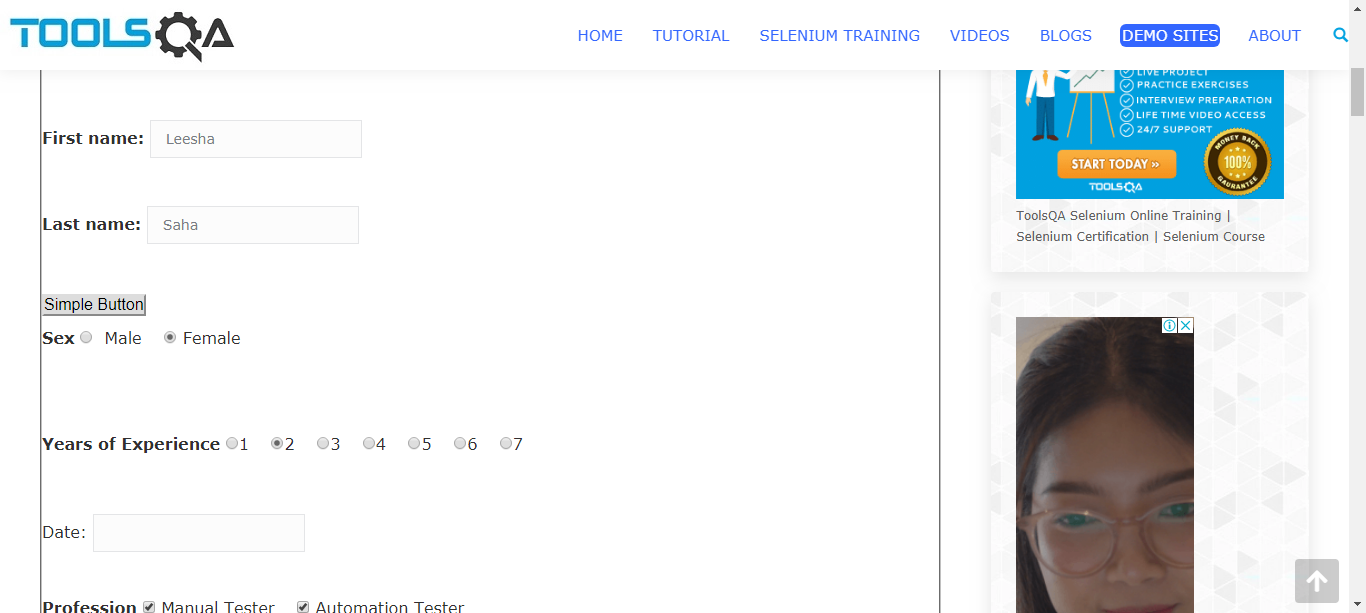 TOOLSQA
HOME TUTORIAL SELENIUM TRAINING VIDEOS BLOGS DEMO SITES ABOUT
First name: Leesha
Last name: Saha
Simple Button
Sex Male Female
Years of Experience 1 2 3 4 5 6 7
Date:
Profession Manual Tester Automation Tester
LIVE PROJECT
PRACTICE EXERCISES
INTERVIEW PREPARATION
LIFE TIME VIDEO ACCESS
24/7 SUPPORT
START TODAY »
MONEY BACK
100%
GAURANTEE
TOOLSQA
ToolsQA Selenium Online Training |
Selenium Certification | Selenium Course